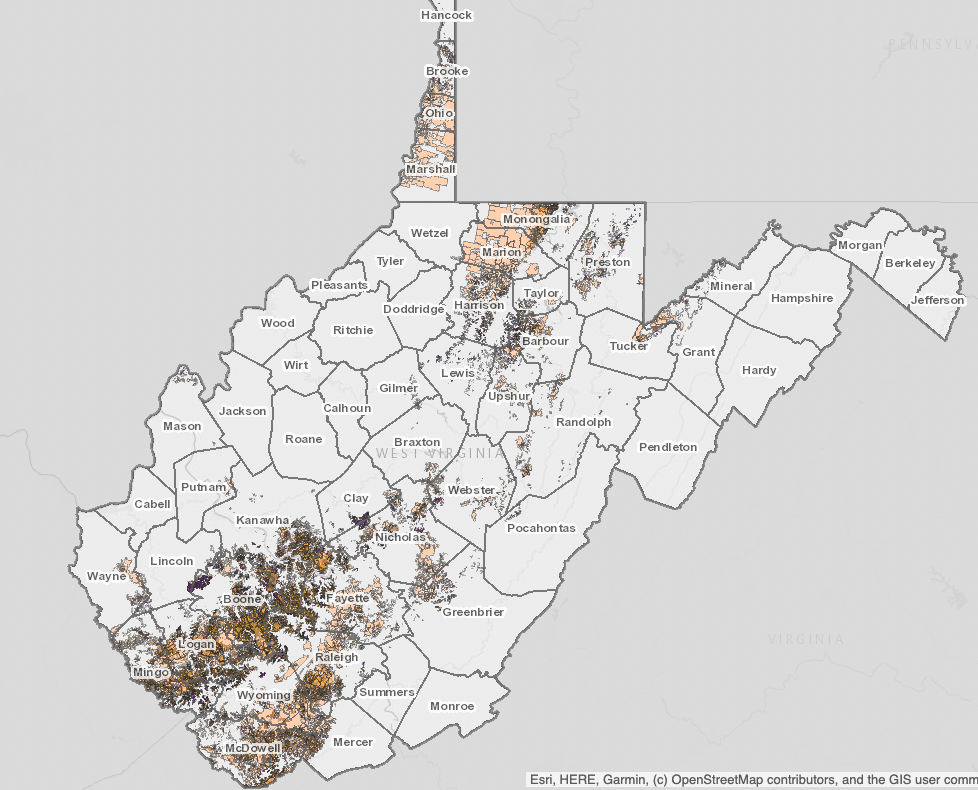 Hancock
PENNSYLV
Brooke
Ohio
Marshall
Monongalia
Wetzel
Marion
Morgan
Tyler
Preston
Berkeley
Pleasants
Mineral
Taylor
Hampshire
Jefferson
Harrison
Doddridge
Wood
Ritchie
Barbour
Tucker
Grant
Wirt
Lewis
Hardy
Gilmer
Upshur
Calhoun
Jackson
Randolph
Mason
Roane
Braxton
Pendleton
WEST VIRGINIA
Putnam
Webster
Clay
Cabell
Kanawha
Pocahontas
Nicholas
Lincoln
Wayne
Boone
Fayette
Greenbrier
VIRGINIA
Logan
Raleigh
Mingo
Summers
Wyoming
Monroe
Mercer
McDowell
Esri, HERE, Garmin, (c) OpenStreetMap contributors, and the GIS user comm